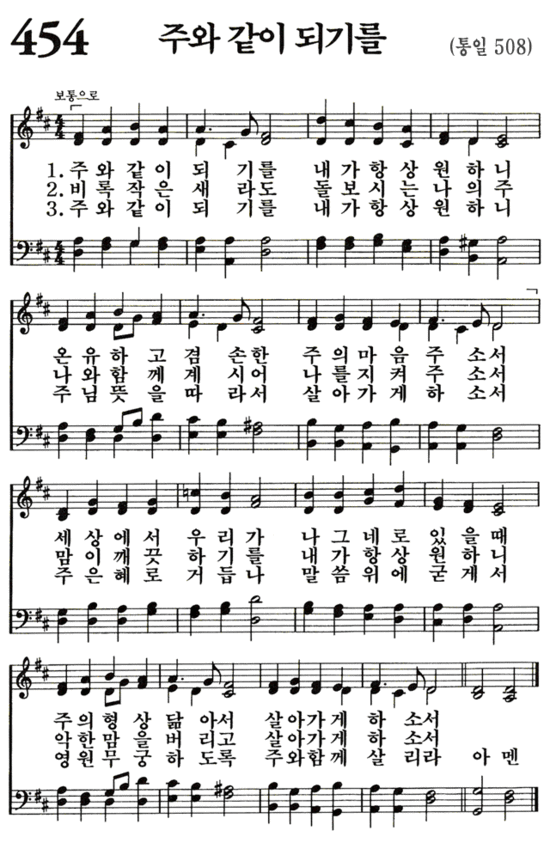 454 주와 같이 되기를 (통일 508)
보통으로
1. 주와 같이 되 기를 내 가 항 상 원 하 니
2. 비 록 작 은 새 라도 돌 보 시 는 나 의 주
3. 주 와 같 이 되 기를 내 가 항 상 원 하 니
온 유 하 고 겸 손한 주 의 마 음 주 소서
나 와 함 께 계 시어 나 를 지 켜 주 소서
주 님 뜻 을 따 라서 살 아 가 게 하 소서
세 상 에 서 우 리 가 나 그 네 로 있 을 때
맘 이 깨 끗 하 기 를 내 가 항 상 원 하 니
주 은 혜 로 거 듭 나 말 씀 위 에 굳 게 서
주 의 형 상 닮 아서 살 아 가 게 하 소서
악 한 맘 을 버 리고 살 아 가 게 하 소서
영 원 무 궁 하 도록 주 와 함 께 살 리라 아 멘